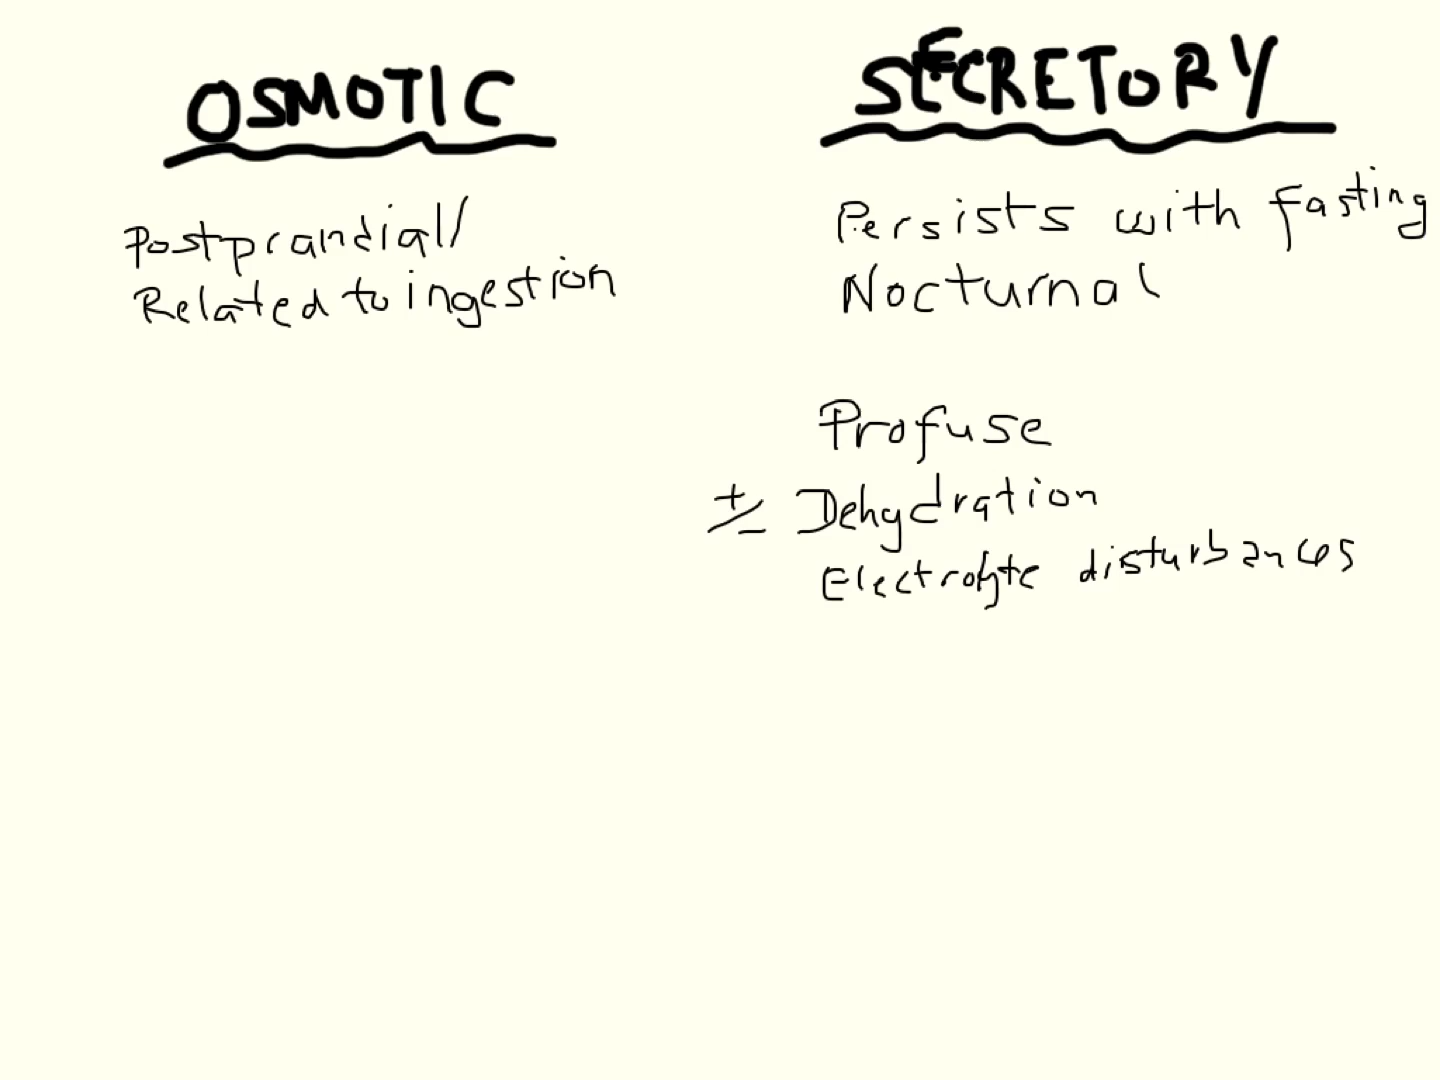 OSMOTIC
SECRETORY
Postprandial/
Related to ingestion
Persists with fasting
Nocturnal
Profuse
+/- Dehydration
Electrolyte disturbances